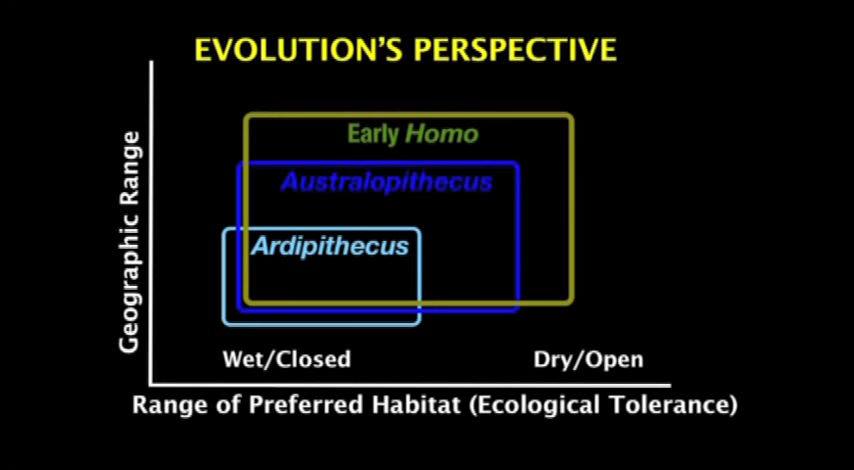 EVOLUTION'S PERSPECTIVE
Early Homo
Australopithecus
Ardipithecus
Geographic Range
Wet/Closed
Dry/Open
Range of Preferred Habitat (Ecological Tolerance)